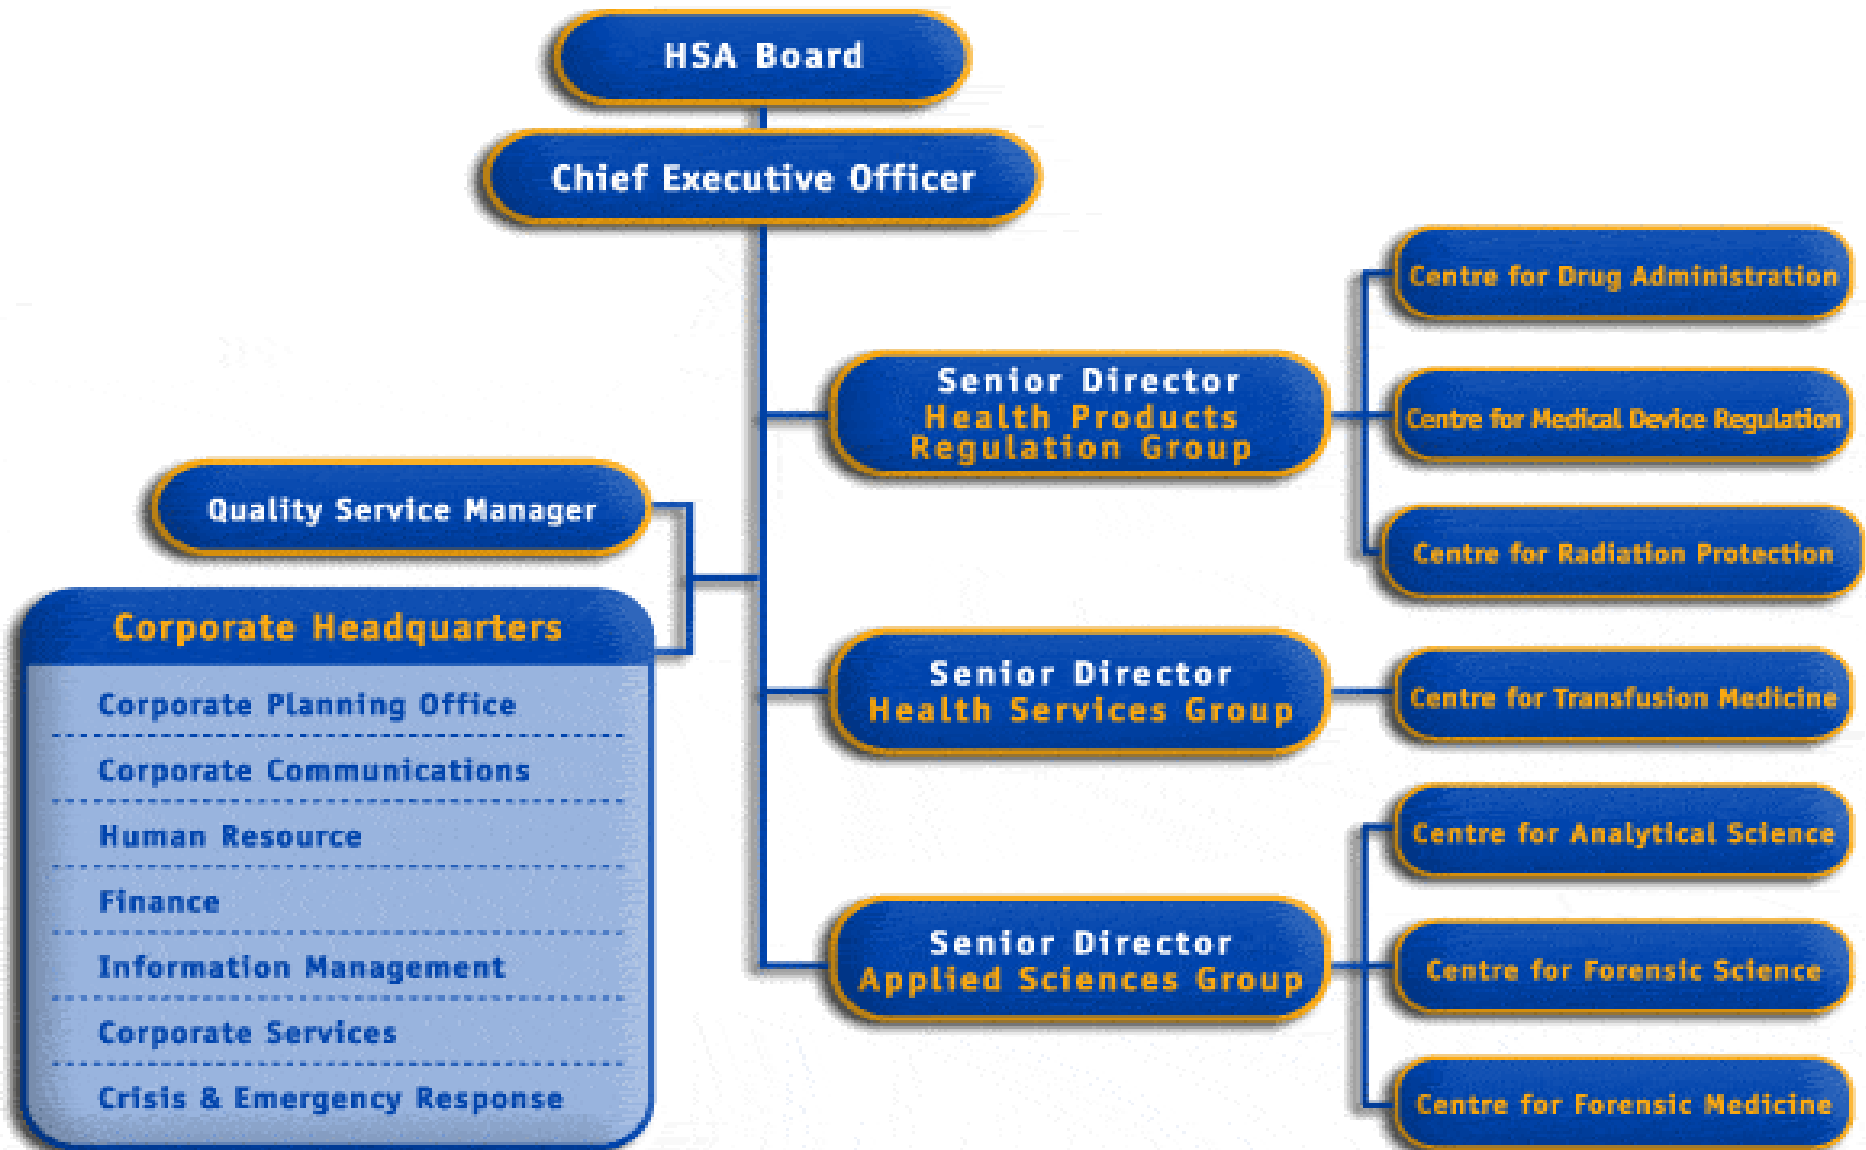 HSA Board
Chief Executive Officer
Senior Director
Health Products
Regulation Group
Centre for Drug Administration
Centre for Medical Device Regulation
Centre for Radiation Protection
Quality Service Manager
Corporate Headquarters
Corporate Planning Office
Corporate Communications
Human Resource
Finance
Information Management
Corporate Services
Crisis & Emergency Response
Senior Director
Health Services Group
Centre for Transfusion Medicine
Senior Director
Applied Sciences Group
Centre for Analytical Science
Centre for Forensic Science
Centre for Forensic Medicine